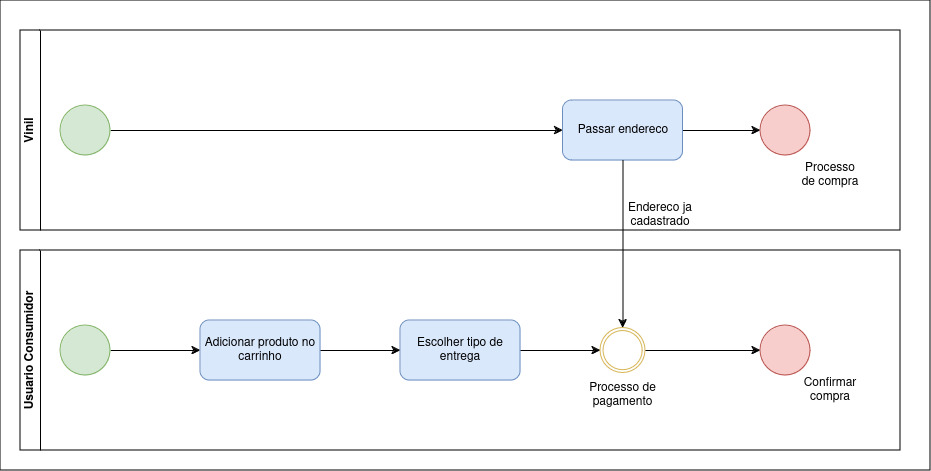 Vinil
Passar endereco
Processo
de compra
Endereco ja
cadastrado
Usuario Consumidor
Adicionar produto no
carrinho
Escolher tipo de
entrega
Processo de
pagamento
Confirmar
compra